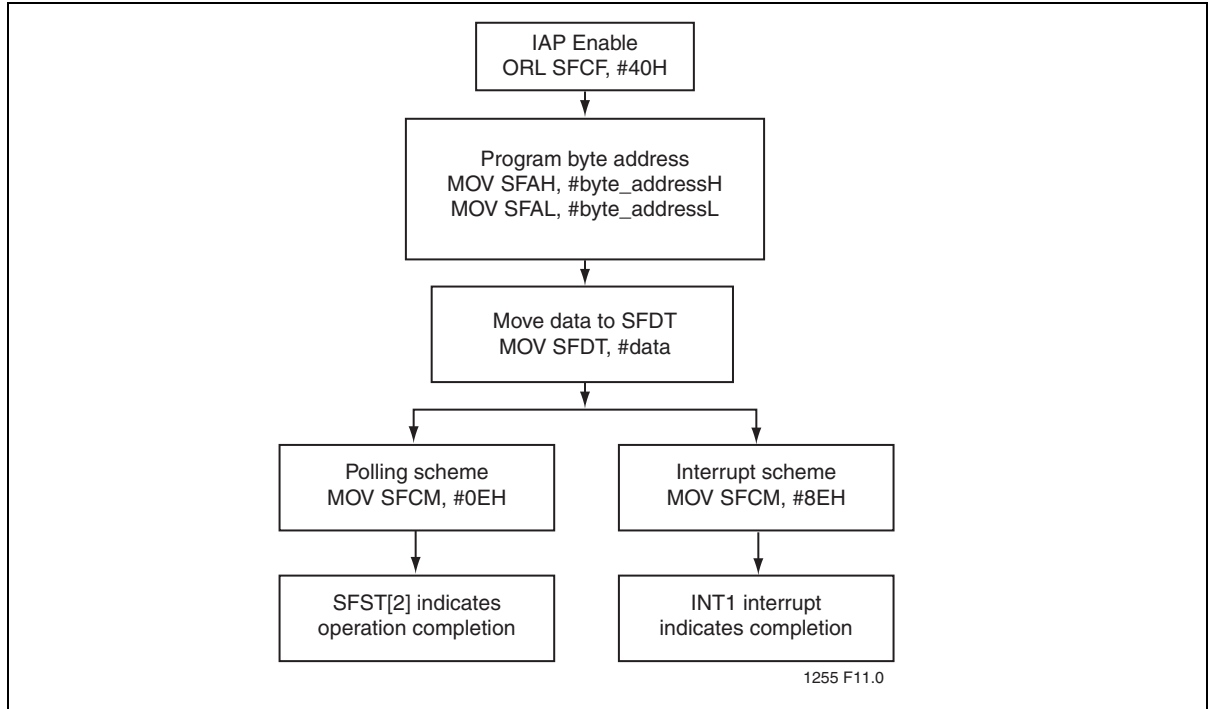 IAP Enable
ORL SFCF, #40H
Program byte address
MOV SFAH, #byte_addressH
MOV SFAL, #byte_addressL
Move data to SFDT
MOV SFDT, #data
Polling scheme
MOV SFCM, #0EH
Interrupt scheme
MOV SFCM, #8EH
SFST[2] indicates
operation completion
INT1 interrupt
indicates completion
1255 F11.0